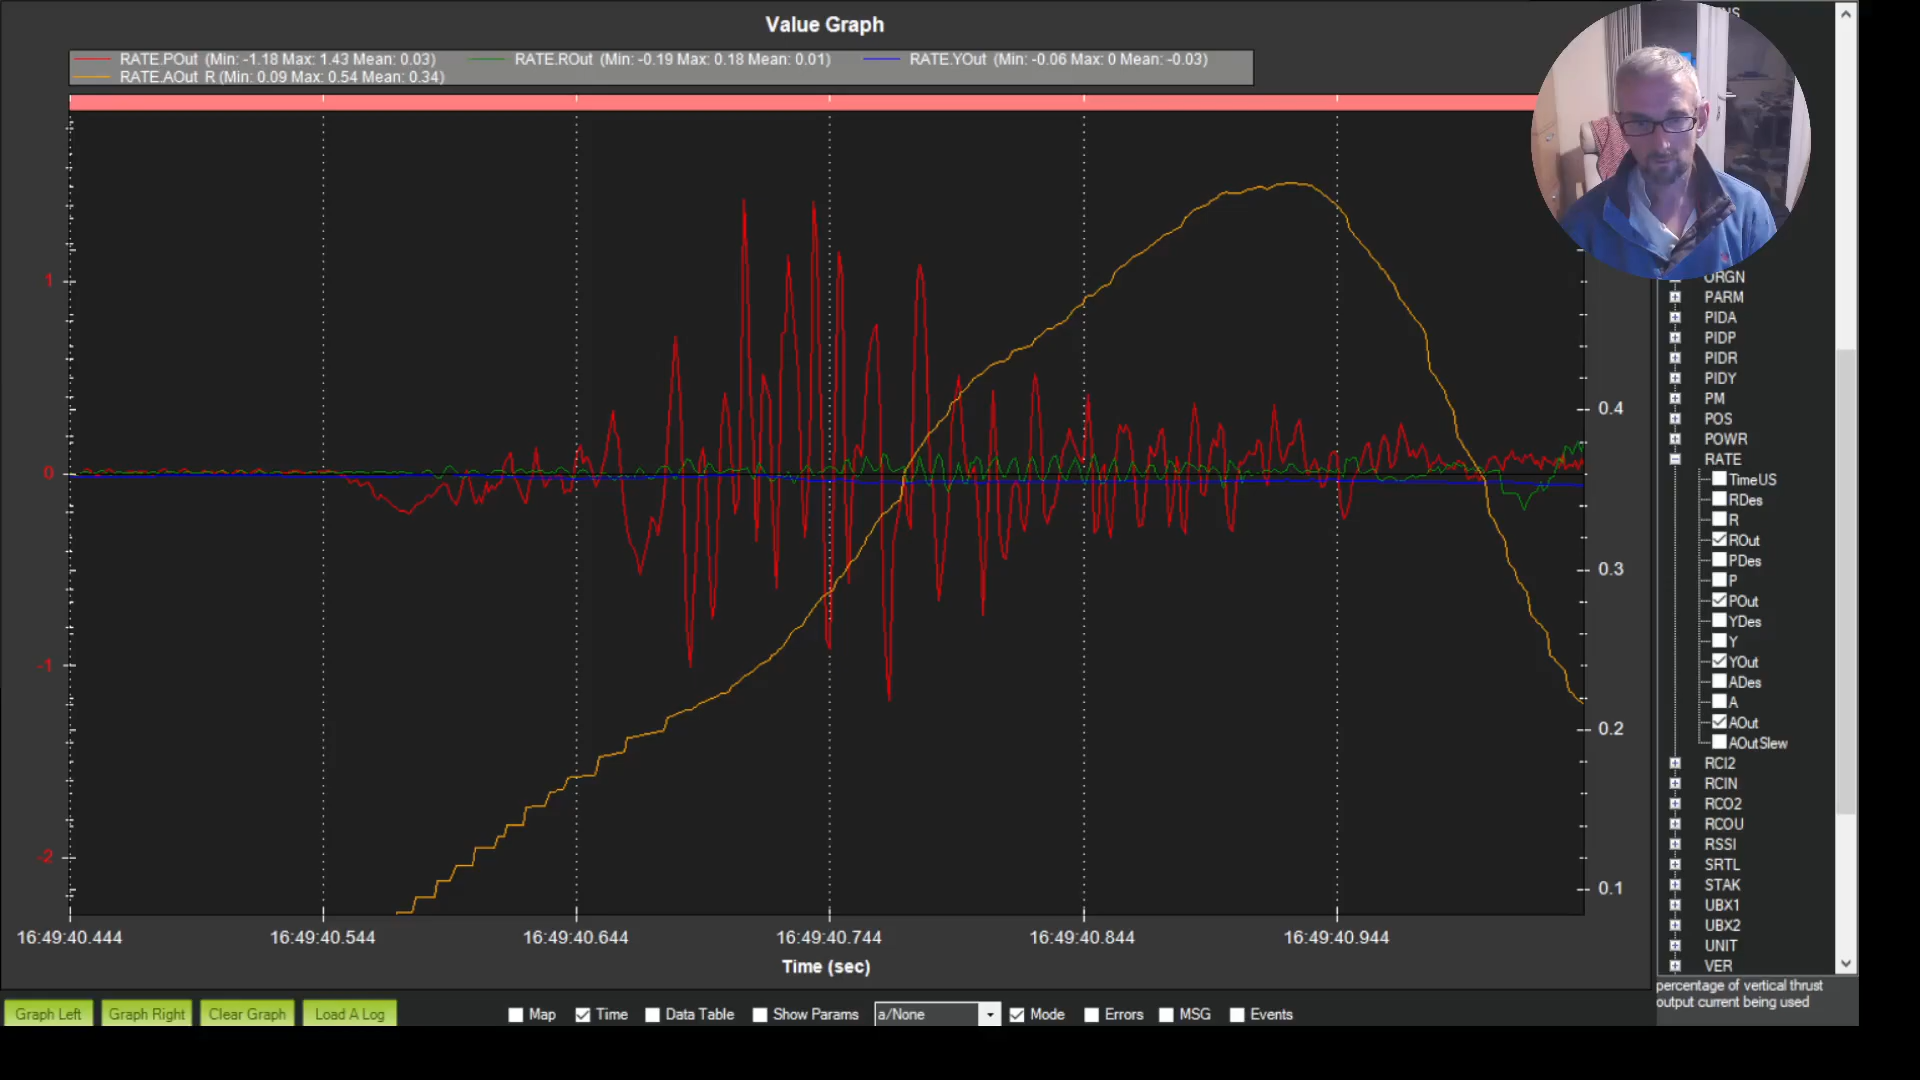 Value Graph
RATE.POut (Min: -1.18 Max: 1.43 Mean: 0.03)
RATE.ROut (Min: -0.19 Max: 0.18 Mean: 0.01)
RATE.YOut (Min: -0.06 Max: 0 Mean: -0.03)
RATE.AOut R (Min: 0.09 Max: 0.54 Mean: 0.34)
1
0
-1
-2
0.4
0.3
0.2
0.1
16:49:40.444
16:49:40.544
16:49:40.644
16:49:40.744
16:49:40.844
16:49:40.944
Time (sec)
ORGN
PARM
PIDA
PIDP
PIDR
PIDY
PM
POS
POWR
RATE
TimeUS
RDes
R
ROut
PDes
P
POut
YDes
Y
YOut
ADes
A
AOut
AOutSlew
RCI2
RCIN
RCO2
RCOU
RSSI
SRTL
STAK
UBX1
UBX2
UNIT
VER
percentage of vertical thrust
output current being used
Graph Left
Graph Right
Clear Graph
Load A Log
Map
Time
Data Table
Show Params
a/None
Mode
Errors
MSG
Events